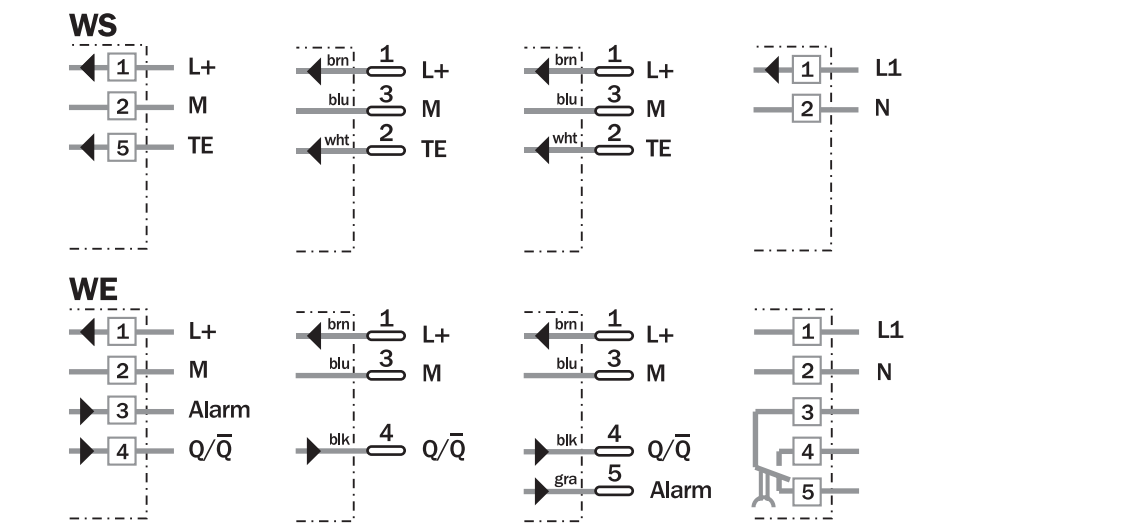 WS
1 L+
2 M
5 TE
brn 1 L+
blu 3 M
wht 2 TE
brn 1 L+
blu 3 M
wht 2 TE
1 L1
2 N
WE
1 L+
2 M
3 Alarm
4 Q/Q̅
brn 1 L+
blu 3 M
blk 4 Q/Q̅
brn 1 L+
blu 3 M
blk 4 Q/Q̅
gra 5 Alarm
1 L1
2 N
3
4
5